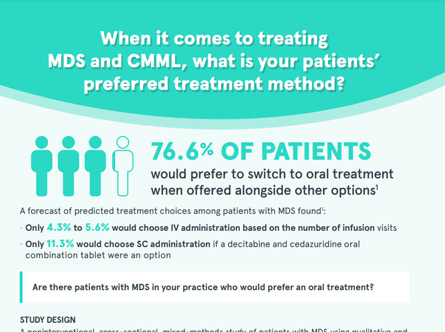 When it comes to treating
MDS and CMML, what is your patients'
preferred treatment method?
76.6% OF PATIENTS
would prefer to switch to oral treatment
when offered alongside other options¹
A forecast of predicted treatment choices among patients with MDS found¹:
· Only 4.3% to 5.6% would choose IV administration based on the number of infusion visits
· Only 11.3% would choose SC administration if a decitabine and cedazuridine oral
combination tablet were an option
Are there patients with MDS in your practice who would prefer an oral treatment?
STUDY DESIGN
A noninterventional, cross-sectional, mixed-methods study of patients with MDS using qualitative and